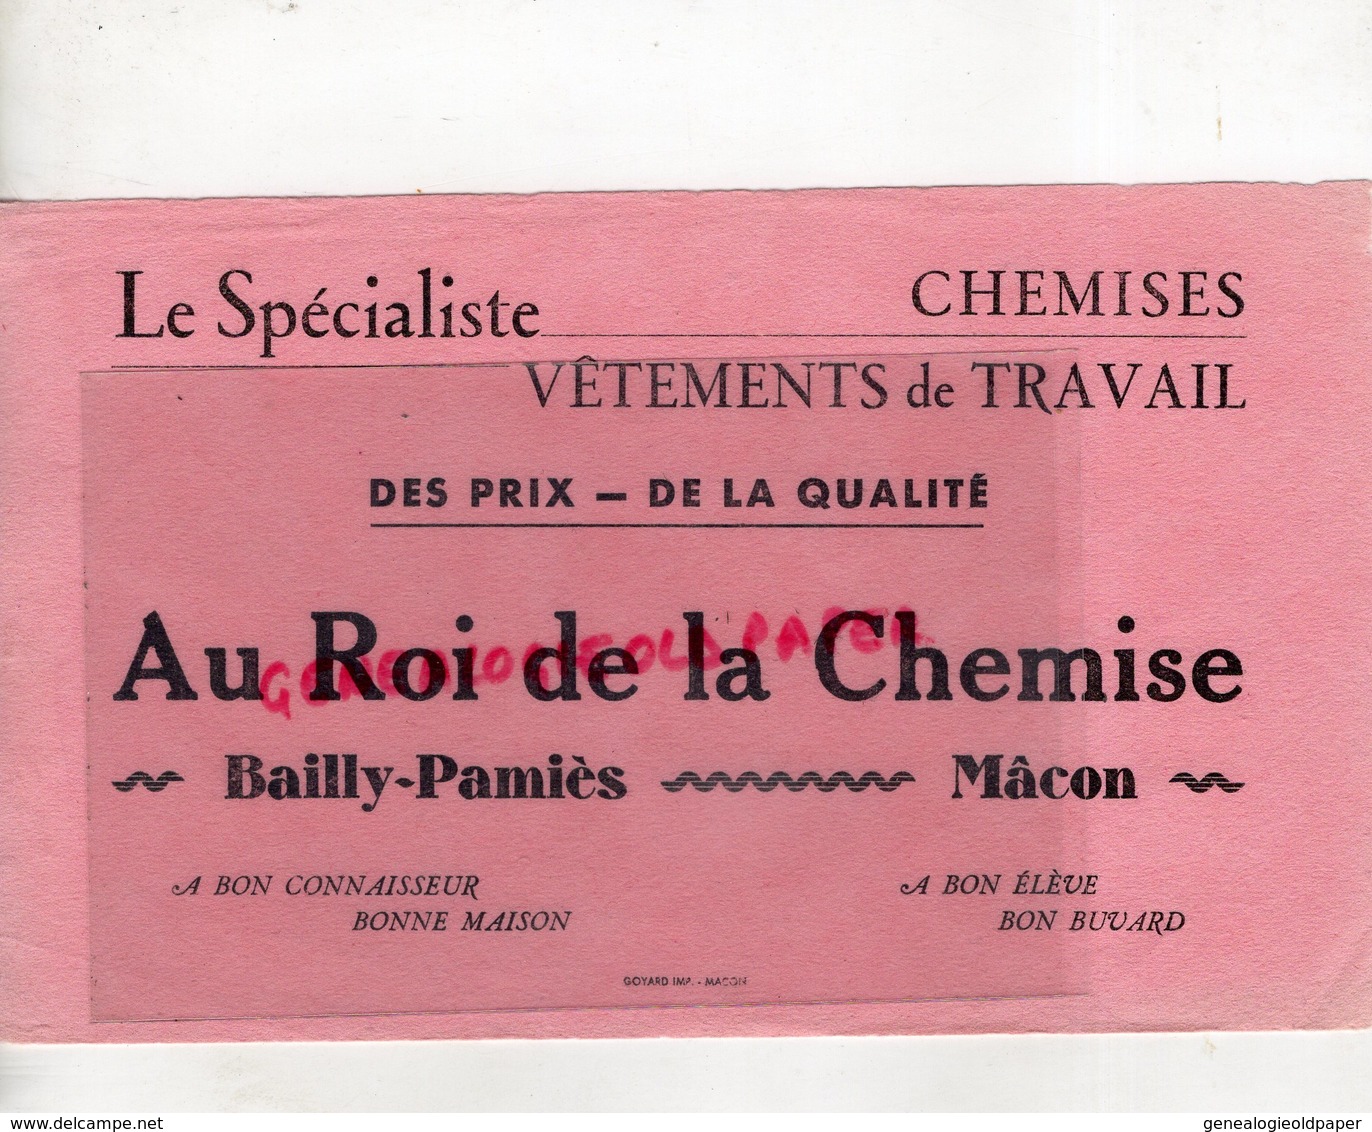 Le Spécialiste
CHEMISES
VÊTEMENTS de TRAVAIL
DES PRIX — DE LA QUALITÉ
Au Roi de la Chemise
GENEALOGIEOLDPAPER
Bailly-Pamiès Mâcon
A BON CONNAISSEUR
BONNE MAISON
A BON ÉLÈVE
BON BUVARD
GOYARD IMP. - MACON
www.delcampe.net
genealogieoldpaper